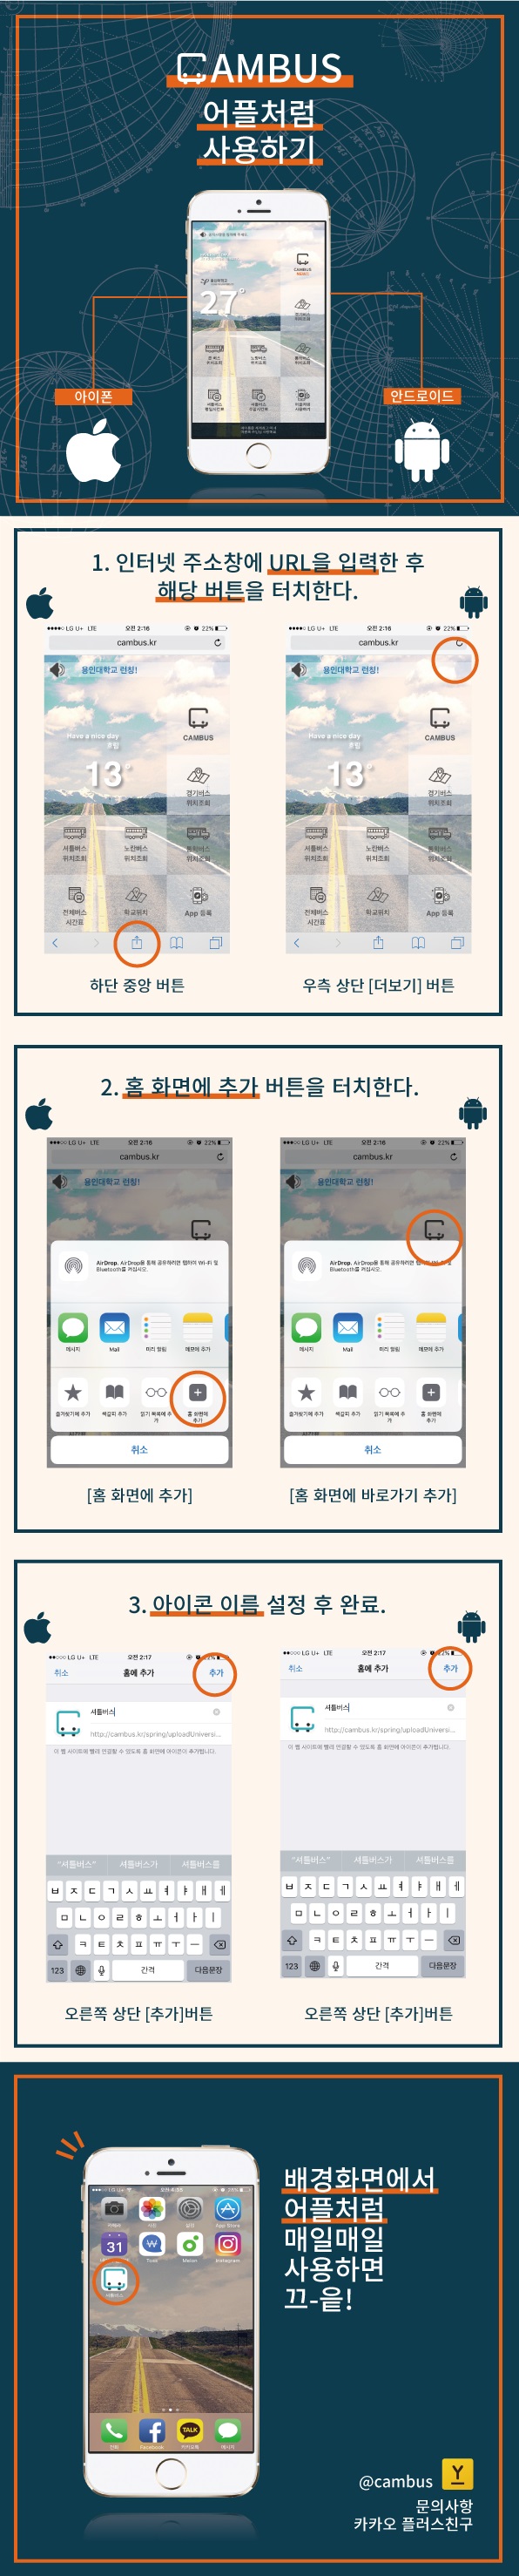 CAMBUS
어플처럼
사용하기
27°
아이폰
안드로이드
1. 인터넷 주소창에 URL을 입력한 후
해당 버튼을 터치한다.
LG U+ LTE 오전 2:16 22%
cambus.kr
용인대학교 런칭!
CAMBUS
Have a nice day
흐림
13°
경기버스
위치조회
셔틀버스
위치조회
노란버스
위치조회
위치조회
전체버스
시간표
학교위치
App 등록
LG U+ LTE 오전 2:16 22%
cambus.kr
용인대학교 런칭!
CAMBUS
Have a nice day
흐림
13°
경기버스
위치조회
셔틀버스
위치조회
노란버스
위치조회
위치조회
전체버스
시간표
학교위치
App 등록
하단 중앙 버튼
우측 상단 [더보기] 버튼
2. 홈 화면에 추가 버튼을 터치한다.
LG U+ LTE 오전 2:16 22%
cambus.kr
용인대학교 런칭!
AirDrop. AirDrop을 통해 공유하려면 탭하여 Wi-Fi 및
Bluetooth를 켜십시오.
메시지
Mail
미리 알림
메모에 추가
즐겨찾기에 추가
책갈피 추가
읽기 목록에 추
가
홈 화면에
추가
취소
LG U+ LTE 오전 2:16 22%
cambus.kr
용인대학교 런칭!
AirDrop. AirDrop을 통해 공유하려면 탭하여 Wi-Fi 및
Bluetooth를 켜십시오.
메시지
Mail
미리 알림
메모에 추가
즐겨찾기에 추가
책갈피 추가
읽기 목록에 추
가
홈 화면에
추가
취소
[홈 화면에 추가]
[홈 화면에 바로가기 추가]
3. 아이콘 이름 설정 후 완료.
LG U+ LTE 오전 2:17
취소 홈에 추가 추가
셔틀버스
http://cambus.kr/spring/uploadUniversi...
이 웹 사이트에 빨리 연결할 수 있도록 홈 화면에 아이콘이 추가됩니다.
"셔틀버스" 셔틀버스가 셔틀버스를
ㅂ ㅈ ㄷ ㄱ ㅅ ㅛ ㅕ ㅑ ㅐ ㅔ
ㅁ ㄴ ㅇ ㄹ ㅎ ㅗ ㅓ ㅏ ㅣ
ㅋ ㅌ ㅊ ㅍ ㅠ ㅜ ㅡ
123 간격 다음문장
LG U+ LTE 오전 2:17 22%
취소 홈에 추가 추가
셔틀버스
http://cambus.kr/spring/uploadUniversi...
이 웹 사이트에 빨리 연결할 수 있도록 홈 화면에 아이콘이 추가됩니다.
"셔틀버스" 셔틀버스가 셔틀버스를
ㅂ ㅈ ㄷ ㄱ ㅅ ㅛ ㅕ ㅑ ㅐ ㅔ
ㅁ ㄴ ㅇ ㄹ ㅎ ㅗ ㅓ ㅏ ㅣ
ㅋ ㅌ ㅊ ㅍ ㅠ ㅜ ㅡ
123 간격 다음문장
오른쪽 상단 [추가]버튼
오른쪽 상단 [추가]버튼
App Store
31
Toss
Melon
Instagram
셔틀버스
전화
Facebook
TALK
카카오톡
메시지
배경화면에서
어플처럼
매일매일
사용하면
끄-읕!
@cambus
Y
문의사항
카카오 플러스친구